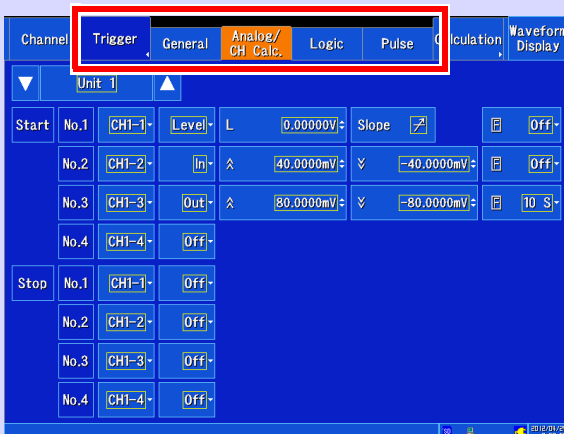 Channel Trigger General Analog/ CH Calc. Logic Pulse lculation Waveform Display
Unit 1
Start No.1 CH1-1 Level L 0.00000V Slope F Off
No.2 CH1-2 In 40.0000mV -40.0000mV F Off
No.3 CH1-3 Out 80.0000mV -80.0000mV F 10 S
No.4 CH1-4 Off
Stop No.1 CH1-1 Off
No.2 CH1-2 Off
No.3 CH1-3 Off
No.4 CH1-4 Off
SD